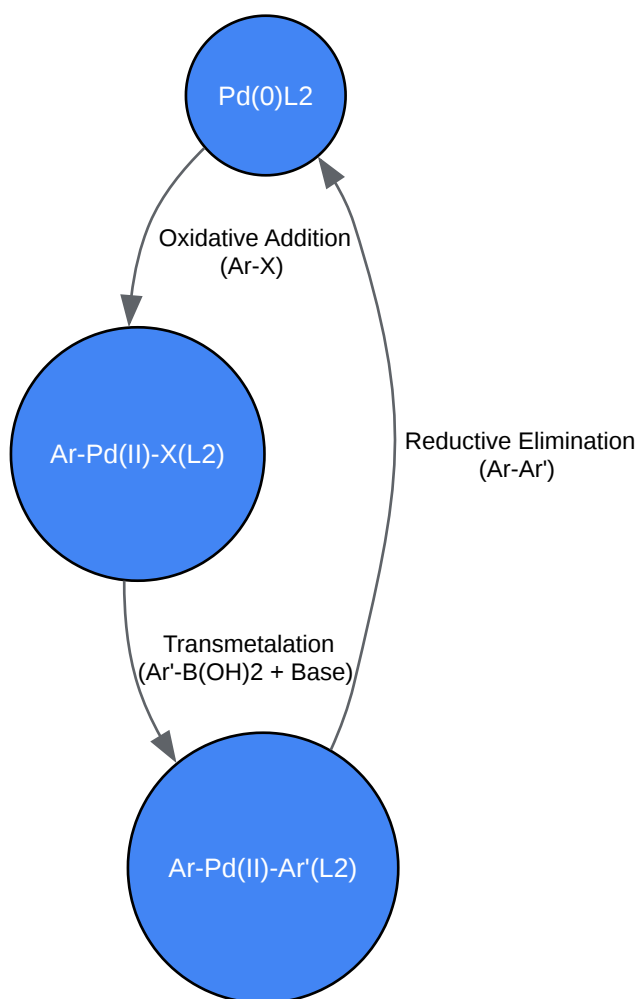 Pd(0)L2
Oxidative Addition
(Ar-X)
Ar-Pd(II)-X(L2)
Reductive Elimination
(Ar-Ar')
Transmetalation
(Ar'-B(OH)2 + Base)
Ar-Pd(II)-Ar'(L2)